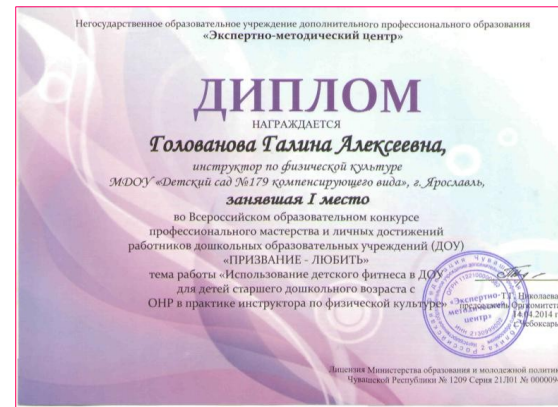 Негосударственное образовательное учреждение дополнительного профессионального образования
«Экспертно-методический центр»
ДИПЛОМ
НАГРАЖДАЕТСЯ
Голованова Галина Алексеевна,
инструктор по физической культуре
МДОУ «Детский сад №179 компенсирующего вида», г. Ярославль,
занявшая I место
во Всероссийском образовательном конкурсе
профессионального мастерства и личных достижений
работников дошкольных образовательных учреждений (ДОУ)
«ПРИЗВАНИЕ - ЛЮБИТЬ»
тема работы «Использование детского фитнеса в ДОУ
для детей старшего дошкольного возраста с
ОНР в практике инструктора по физической культуре»
«Экспертно-
методический
центр»
Николаева
14.04.2014 г
Чебоксары
Лицензия Министерства образования и молодежной политик
Чувашской Республики № 1209 Серия 21Л01 № 000009